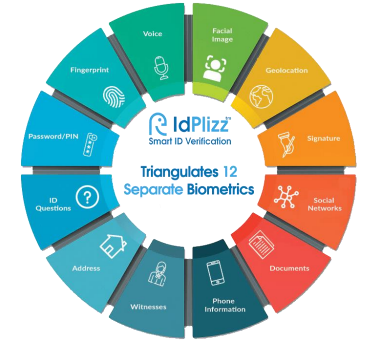 Voice
Facial
Image
Geolocation
Signature
Social
Networks
Documents
Phone
Information
Witnesses
Address
ID
Questions
Password/PIN
Fingerprint
IdPlizz™
Smart ID Verification
Triangulates 12
Separate Biometrics